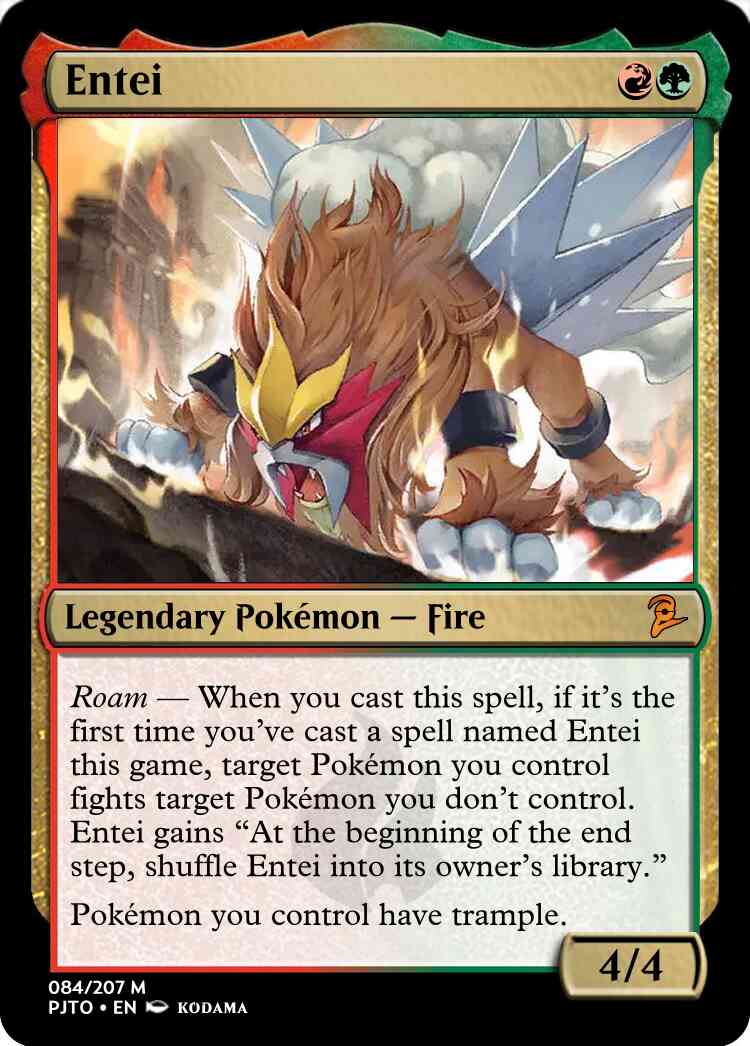 Entei
Legendary Pokémon — Fire
Roam — When you cast this spell, if it’s the
first time you’ve cast a spell named Entei
this game, target Pokémon you control
fights target Pokémon you don’t control.
Entei gains “At the beginning of the end
step, shuffle Entei into its owner’s library.”
Pokémon you control have trample.
4/4
084/207 M
PJTO • EN KODAMA